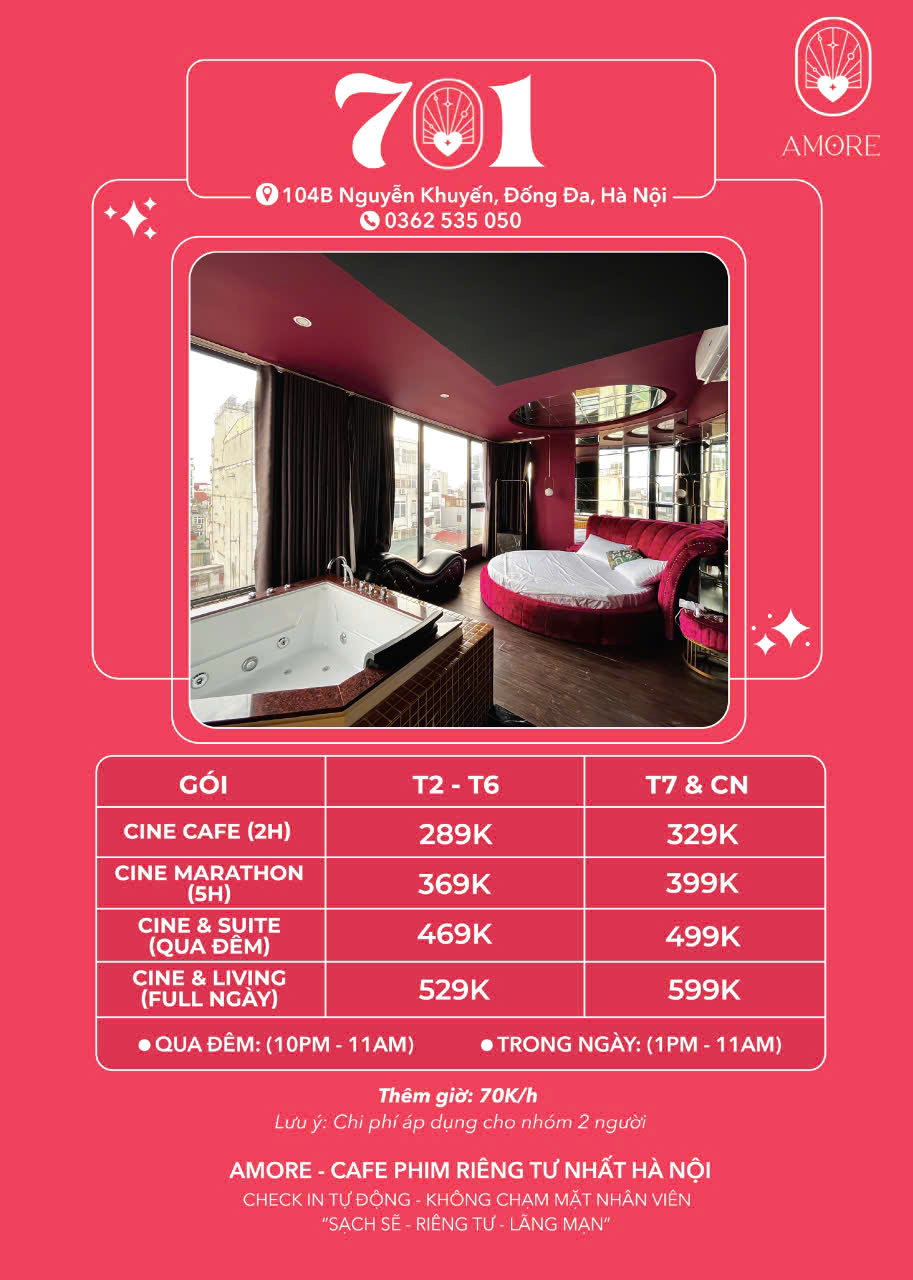 701
AMORE
104B Nguyễn Khuyến, Đống Đa, Hà Nội
0362 535 050
GÓI T2 - T6 T7 & CN
CINE CAFE (2H) 289K 329K
CINE MARATHON
(5H) 369K 399K
CINE & SUITE
(QUA ĐÊM) 469K 499K
CINE & LIVING
(FULL NGÀY) 529K 599K
● QUA ĐÊM: (10PM - 11AM) ● TRONG NGÀY: (1PM - 11AM)
Thêm giờ: 70K/h
Lưu ý: Chi phí áp dụng cho nhóm 2 người
AMORE - CAFE PHIM RIÊNG TƯ NHẤT HÀ NỘI
CHECK IN TỰ ĐỘNG - KHÔNG CHẠM MẶT NHÂN VIÊN
“SẠCH SẼ - RIÊNG TƯ - LÃNG MẠN”